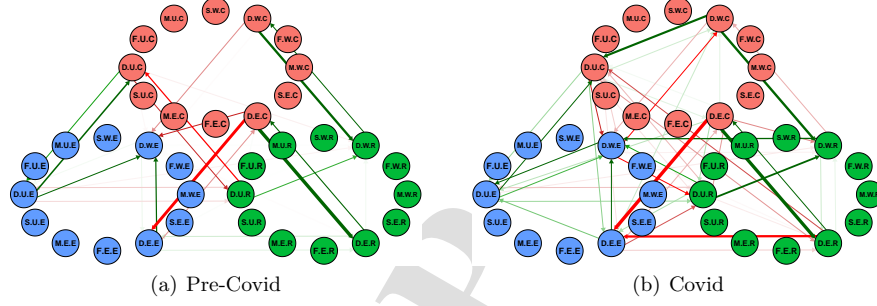 S.W.C
M.U.C
D.W.C
F.U.C
F.W.C
D.U.C
M.W.C
S.U.C
S.E.C
M.E.C
D.E.C
F.E.C
M.U.E
S.W.E
D.W.E
M.U.R
S.W.R
D.W.R
F.U.E
F.W.E
F.U.R
F.W.R
D.U.E
M.W.E
D.U.R
M.W.R
S.U.E
S.E.E
S.U.R
S.E.R
M.E.E
D.E.E
M.E.R
D.E.R
F.E.E
F.E.R
(a) Pre-Covid
S.W.C
M.U.C
D.W.C
F.U.C
F.W.C
D.U.C
M.W.C
S.U.C
S.E.C
M.E.C
D.E.C
F.E.C
M.U.E
S.W.E
D.W.E
M.U.R
S.W.R
D.W.R
F.U.E
F.W.E
F.U.R
F.W.R
D.U.E
M.W.E
D.U.R
M.W.R
S.U.E
S.E.E
S.U.R
S.E.R
M.E.E
D.E.E
M.E.R
D.E.R
F.E.E
F.E.R
(b) Covid